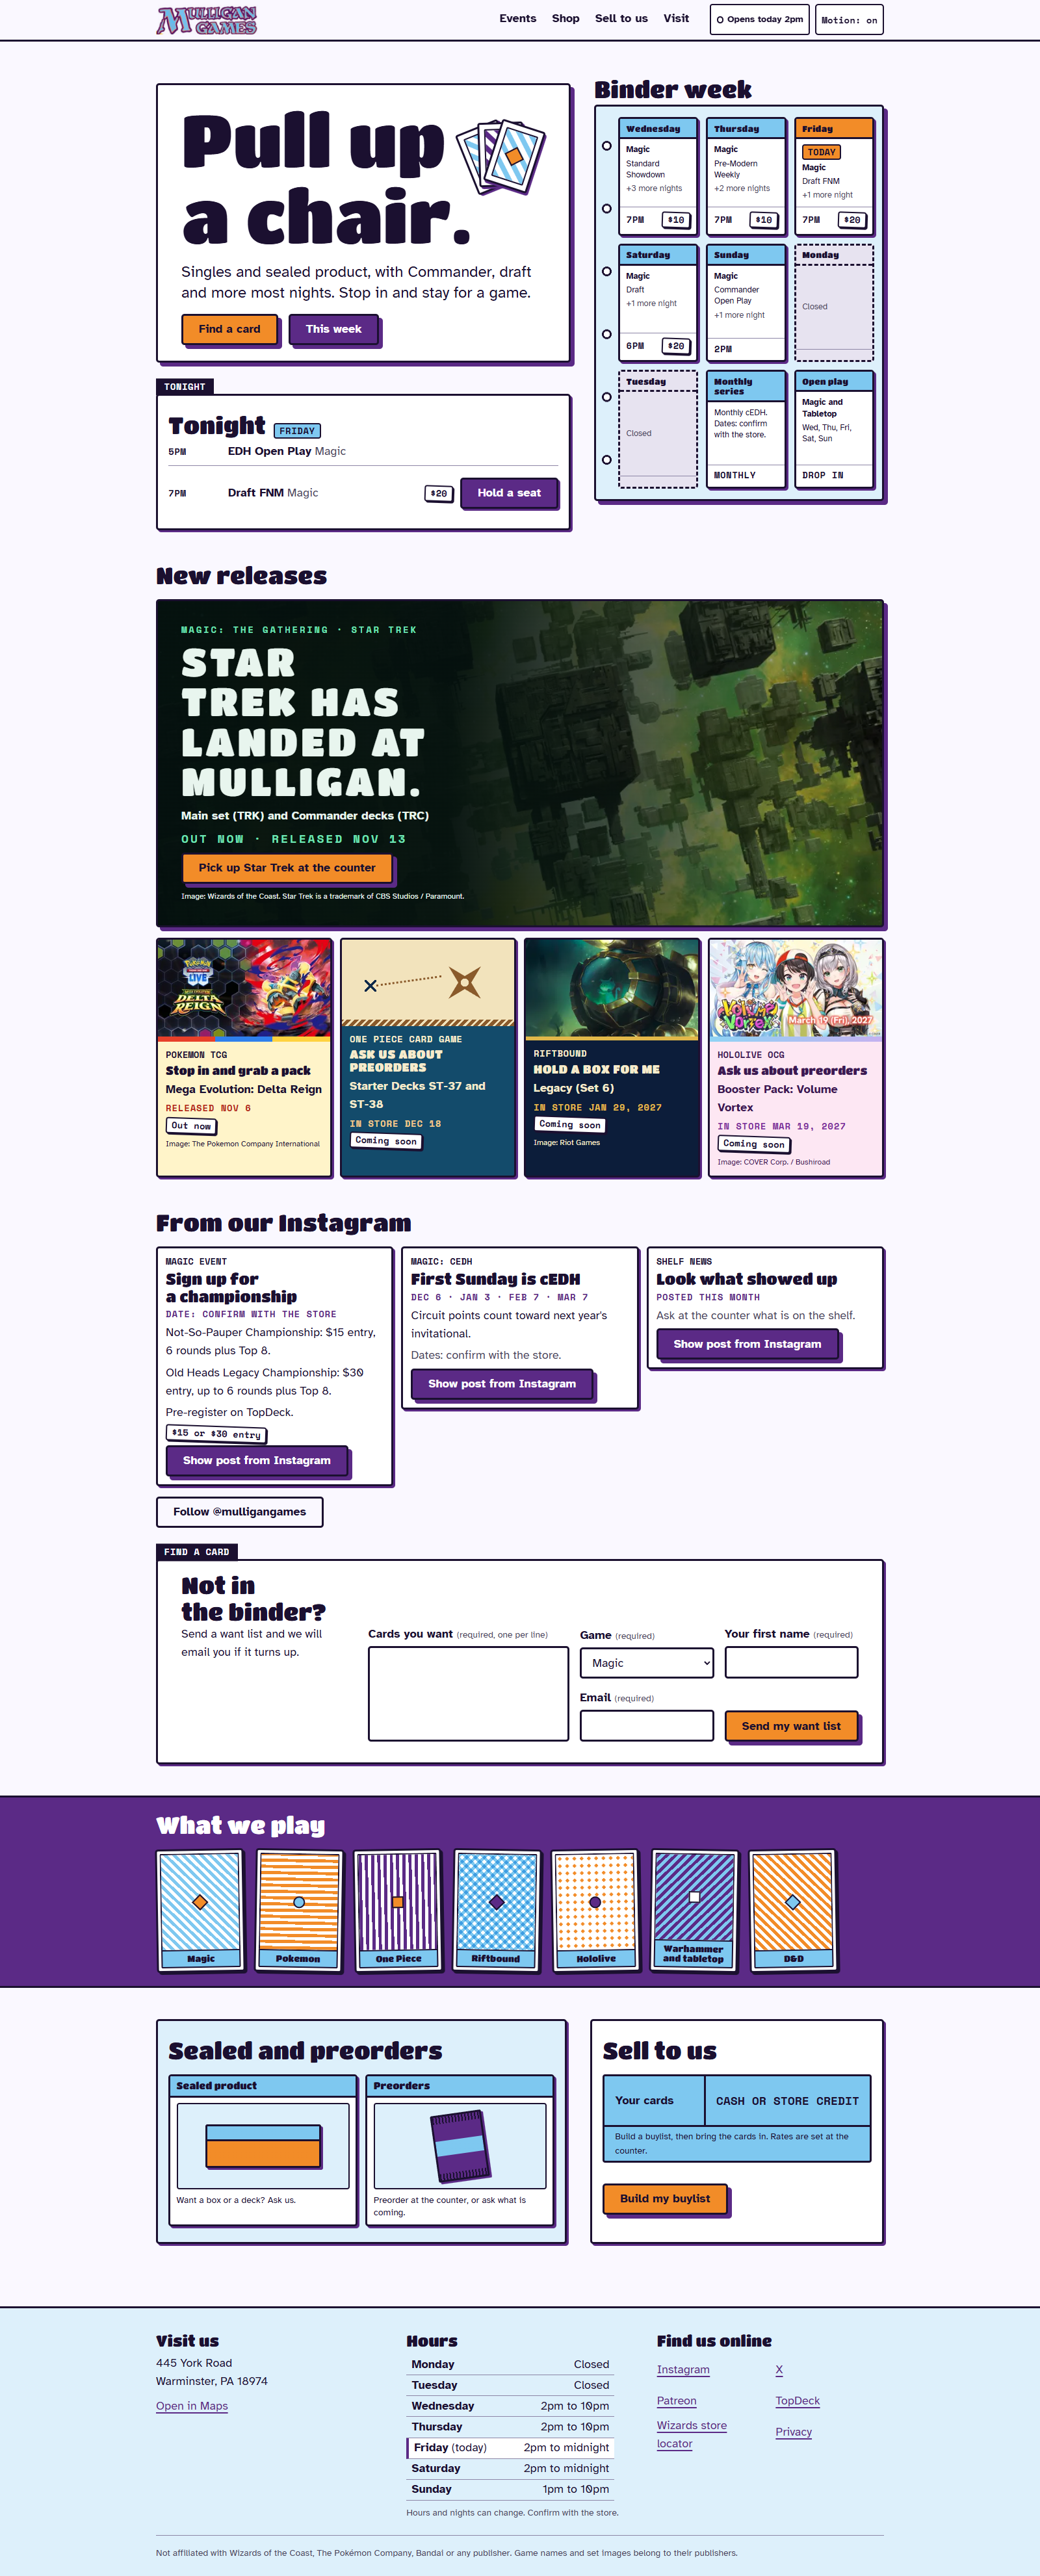 MULLIGAN
GAMES
Events Shop Sell to us Visit
Opens today 2pm
Motion: on
Pull up
a chair.
Singles and sealed product, with Commander, draft
and more most nights. Stop in and stay for a game.
Find a card
This week
TONIGHT
Tonight FRIDAY
5PM EDH Open Play Magic
7PM Draft FNM Magic $20 Hold a seat
Binder week
Wednesday
Magic
Standard
Showdown
+3 more nights
7PM $10
Thursday
Magic
Pre-Modern
Weekly
+2 more nights
7PM $10
Friday
TODAY
Magic
Draft FNM
+1 more night
7PM $20
Saturday
Magic
Draft
+1 more night
6PM $20
Sunday
Magic
Commander
Open Play
+1 more night
2PM
Monday
Closed
Tuesday
Closed
Monthly
series
Monthly cEDH.
Dates: confirm
with the store.
MONTHLY
Open play
Magic and
Tabletop
Wed, Thu, Fri,
Sat, Sun
DROP IN
New releases
MAGIC: THE GATHERING · STAR TREK
STAR
TREK HAS
LANDED AT
MULLIGAN.
Main set (TRK) and Commander decks (TRC)
OUT NOW · RELEASED NOV 13
Pick up Star Trek at the counter
Image: Wizards of the Coast. Star Trek is a trademark of CBS Studios / Paramount.
Pokémon
LIVE
DELTA
REIGN
POKEMON TCG
Stop in and grab a pack
Mega Evolution: Delta Reign
RELEASED NOV 6
Out now
Image: The Pokemon Company International
ONE PIECE CARD GAME
ASK US ABOUT
PREORDERS
Starter Decks ST-37 and
ST-38
IN STORE DEC 18
Coming soon
RIFTBOUND
HOLD A BOX FOR ME
Legacy (Set 6)
IN STORE JAN 29, 2027
Coming soon
Image: Riot Games
Volume
Vortex
March 19 (Fri), 2027
HOLOLIVE OCG
Ask us about preorders
Booster Pack: Volume
Vortex
IN STORE MAR 19, 2027
Coming soon
Image: COVER Corp. / Bushiroad
From our Instagram
MAGIC EVENT
Sign up for
a championship
DATE: CONFIRM WITH THE STORE
Not-So-Pauper Championship: $15 entry,
6 rounds plus Top 8.
Old Heads Legacy Championship: $30
entry, up to 6 rounds plus Top 8.
Pre-register on TopDeck.
$15 or $30 entry
Show post from Instagram
MAGIC: CEDH
First Sunday is cEDH
DEC 6 · JAN 3 · FEB 7 · MAR 7
Circuit points count toward next year's
invitational.
Dates: confirm with the store.
Show post from Instagram
SHELF NEWS
Look what showed up
POSTED THIS MONTH
Ask at the counter what is on the shelf.
Show post from Instagram
Follow @mulligangames
FIND A CARD
Not in
the binder?
Send a want list and we will
email you if it turns up.
Cards you want (required, one per line)
Game (required)
Magic
Your first name (required)
Email (required)
Send my want list
What we play
Magic
Pokemon
One Piece
Riftbound
Hololive
Warhammer
and tabletop
D&D
Sealed and preorders
Sealed product
Want a box or a deck? Ask us.
Preorders
Preorder at the counter, or ask what is
coming.
Sell to us
Your cards
CASH OR STORE CREDIT
Build a buylist, then bring the cards in. Rates are set at the
counter.
Build my buylist
Visit us
445 York Road
Warminster, PA 18974
Open in Maps
Hours
Monday Closed
Tuesday Closed
Wednesday 2pm to 10pm
Thursday 2pm to 10pm
Friday (today) 2pm to midnight
Saturday 2pm to midnight
Sunday 1pm to 10pm
Hours and nights can change. Confirm with the store.
Find us online
Instagram
X
Patreon
TopDeck
Wizards store
locator
Privacy
Not affiliated with Wizards of the Coast, The Pokémon Company, Bandai or any publisher. Game names and set images belong to their publishers.